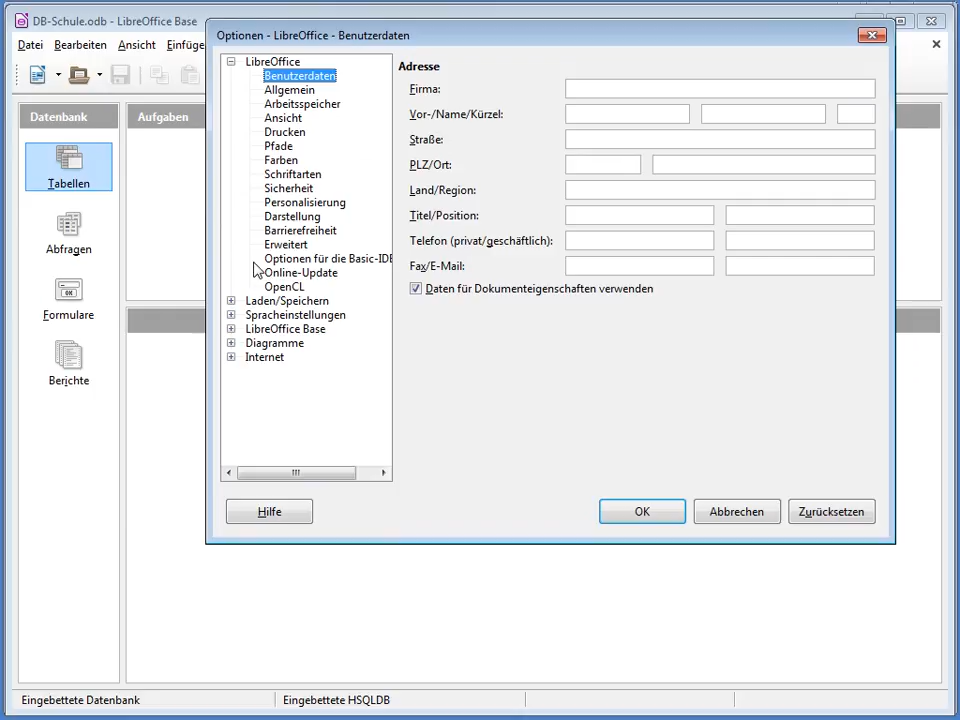 DB-Schule.odb - LibreOffice Base
Optionen - LibreOffice - Benutzerdaten
Datei Bearbeiten Ansicht Einfüge
Datenbank
Tabellen
Abfragen
Formulare
Berichte
Aufgaben
LibreOffice
Benutzerdaten
Allgemein
Arbeitsspeicher
Ansicht
Drucken
Pfade
Farben
Schriftarten
Sicherheit
Personalisierung
Darstellung
Barrierefreiheit
Erweitert
Optionen für die Basic-IDE
Online-Update
OpenCL
Laden/Speichern
Spracheinstellungen
LibreOffice Base
Diagramme
Internet
Adresse
Firma:
Vor-/Name/Kürzel:
Straße:
PLZ/Ort:
Land/Region:
Titel/Position:
Telefon (privat/geschäftlich):
Fax/E-Mail:
Daten für Dokumenteigenschaften verwenden
Hilfe
OK
Abbrechen
Zurücksetzen
Eingebettete Datenbank
Eingebettete HSQLDB